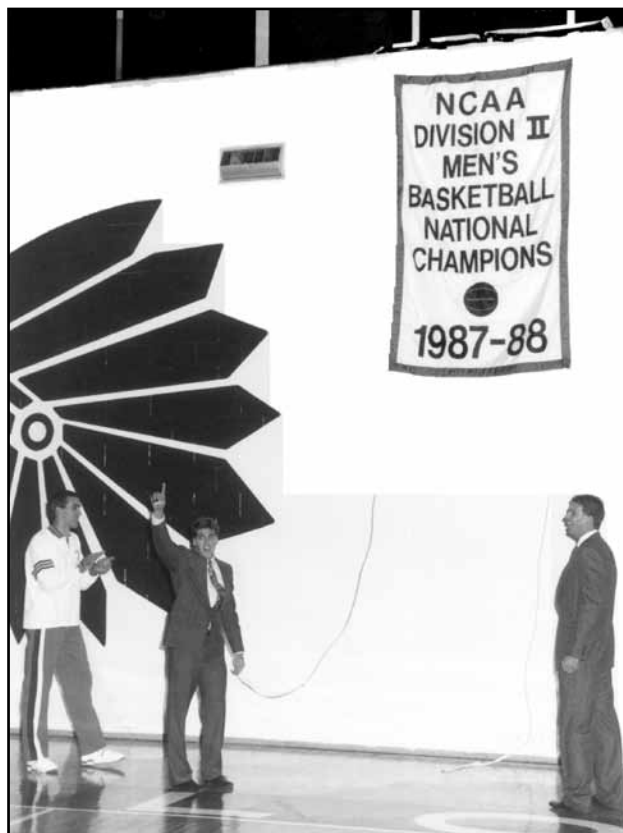 NCAA
DIVISION II
MEN'S
BASKETBALL
NATIONAL
CHAMPIONS
1987-88